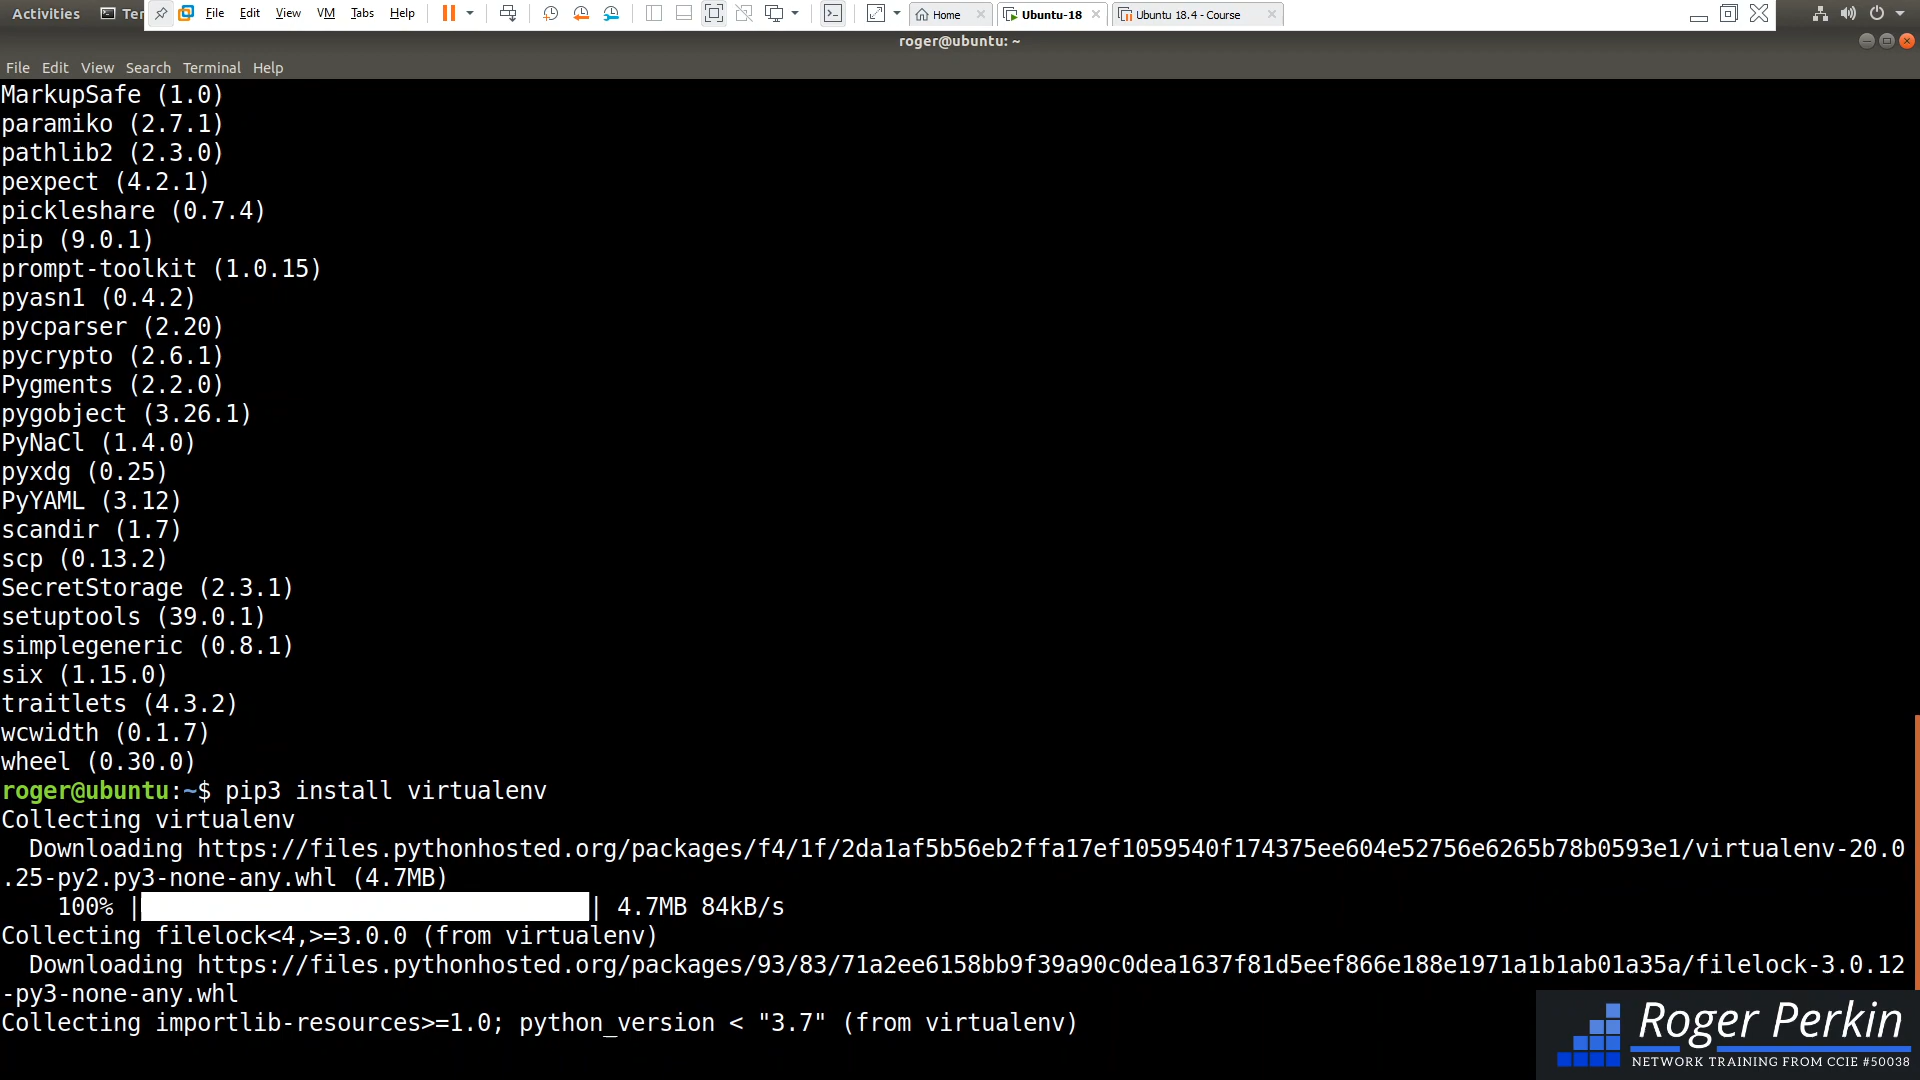 Activities Ter File Edit View VM Tabs Help Home Ubuntu-18 Ubuntu 18.4 - Course
roger@ubuntu: ~
File Edit View Search Terminal Help
MarkupSafe (1.0)
paramiko (2.7.1)
pathlib2 (2.3.0)
pexpect (4.2.1)
pickleshare (0.7.4)
pip (9.0.1)
prompt-toolkit (1.0.15)
pyasn1 (0.4.2)
pycparser (2.20)
pycrypto (2.6.1)
Pygments (2.2.0)
pygobject (3.26.1)
PyNaCl (1.4.0)
pyxdg (0.25)
PyYAML (3.12)
scandir (1.7)
scp (0.13.2)
SecretStorage (2.3.1)
setuptools (39.0.1)
simplegeneric (0.8.1)
six (1.15.0)
traitlets (4.3.2)
wcwidth (0.1.7)
wheel (0.30.0)
roger@ubuntu:~$ pip3 install virtualenv
Collecting virtualenv
  Downloading https://files.pythonhosted.org/packages/f4/1f/2da1af5b56eb2ffa17ef1059540f174375ee604e52756e6265b78b0593e1/virtualenv-20.0
.25-py2.py3-none-any.whl (4.7MB)
    100% |                                | 4.7MB 84kB/s
Collecting filelock<4,>=3.0.0 (from virtualenv)
  Downloading https://files.pythonhosted.org/packages/93/83/71a2ee6158bb9f39a90c0dea1637f81d5eef866e188e1971a1b1ab01a35a/filelock-3.0.12
-py3-none-any.whl
Collecting importlib-resources>=1.0; python_version < "3.7" (from virtualenv)
Roger Perkin
NETWORK TRAINING FROM CCIE #50038